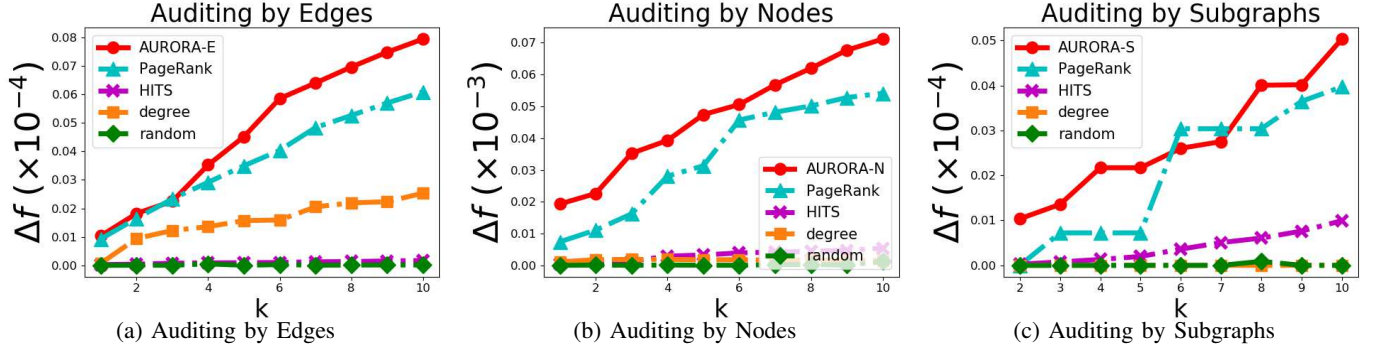 Auditing by Edges
Δf (×10⁻⁴)
0.08
0.07
0.06
0.05
0.04
0.03
0.02
0.01
0.00
AURORA-E
PageRank
HITS
degree
random
2 4 6 8 10
k
(a) Auditing by Edges
Auditing by Nodes
Δf (×10⁻³)
0.07
0.06
0.05
0.04
0.03
0.02
0.01
0.00
AURORA-N
PageRank
HITS
degree
random
2 4 6 8 10
k
(b) Auditing by Nodes
Auditing by Subgraphs
Δf (×10⁻⁴)
0.05
0.04
0.03
0.02
0.01
0.00
AURORA-S
PageRank
HITS
degree
random
2 3 4 5 6 7 8 9 10
k
(c) Auditing by Subgraphs